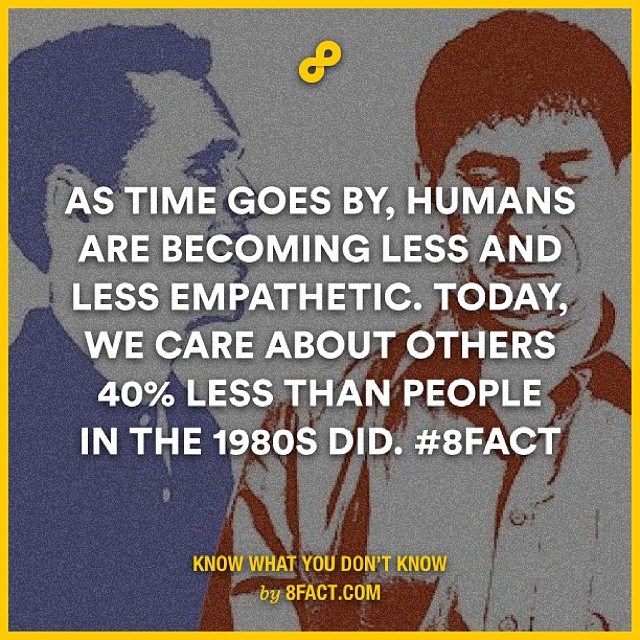 AS TIME GOES BY, HUMANS
ARE BECOMING LESS AND
LESS EMPATHETIC. TODAY,
WE CARE ABOUT OTHERS
40% LESS THAN PEOPLE
IN THE 1980S DID. #8FACT
KNOW WHAT YOU DON'T KNOW
by 8FACT.COM